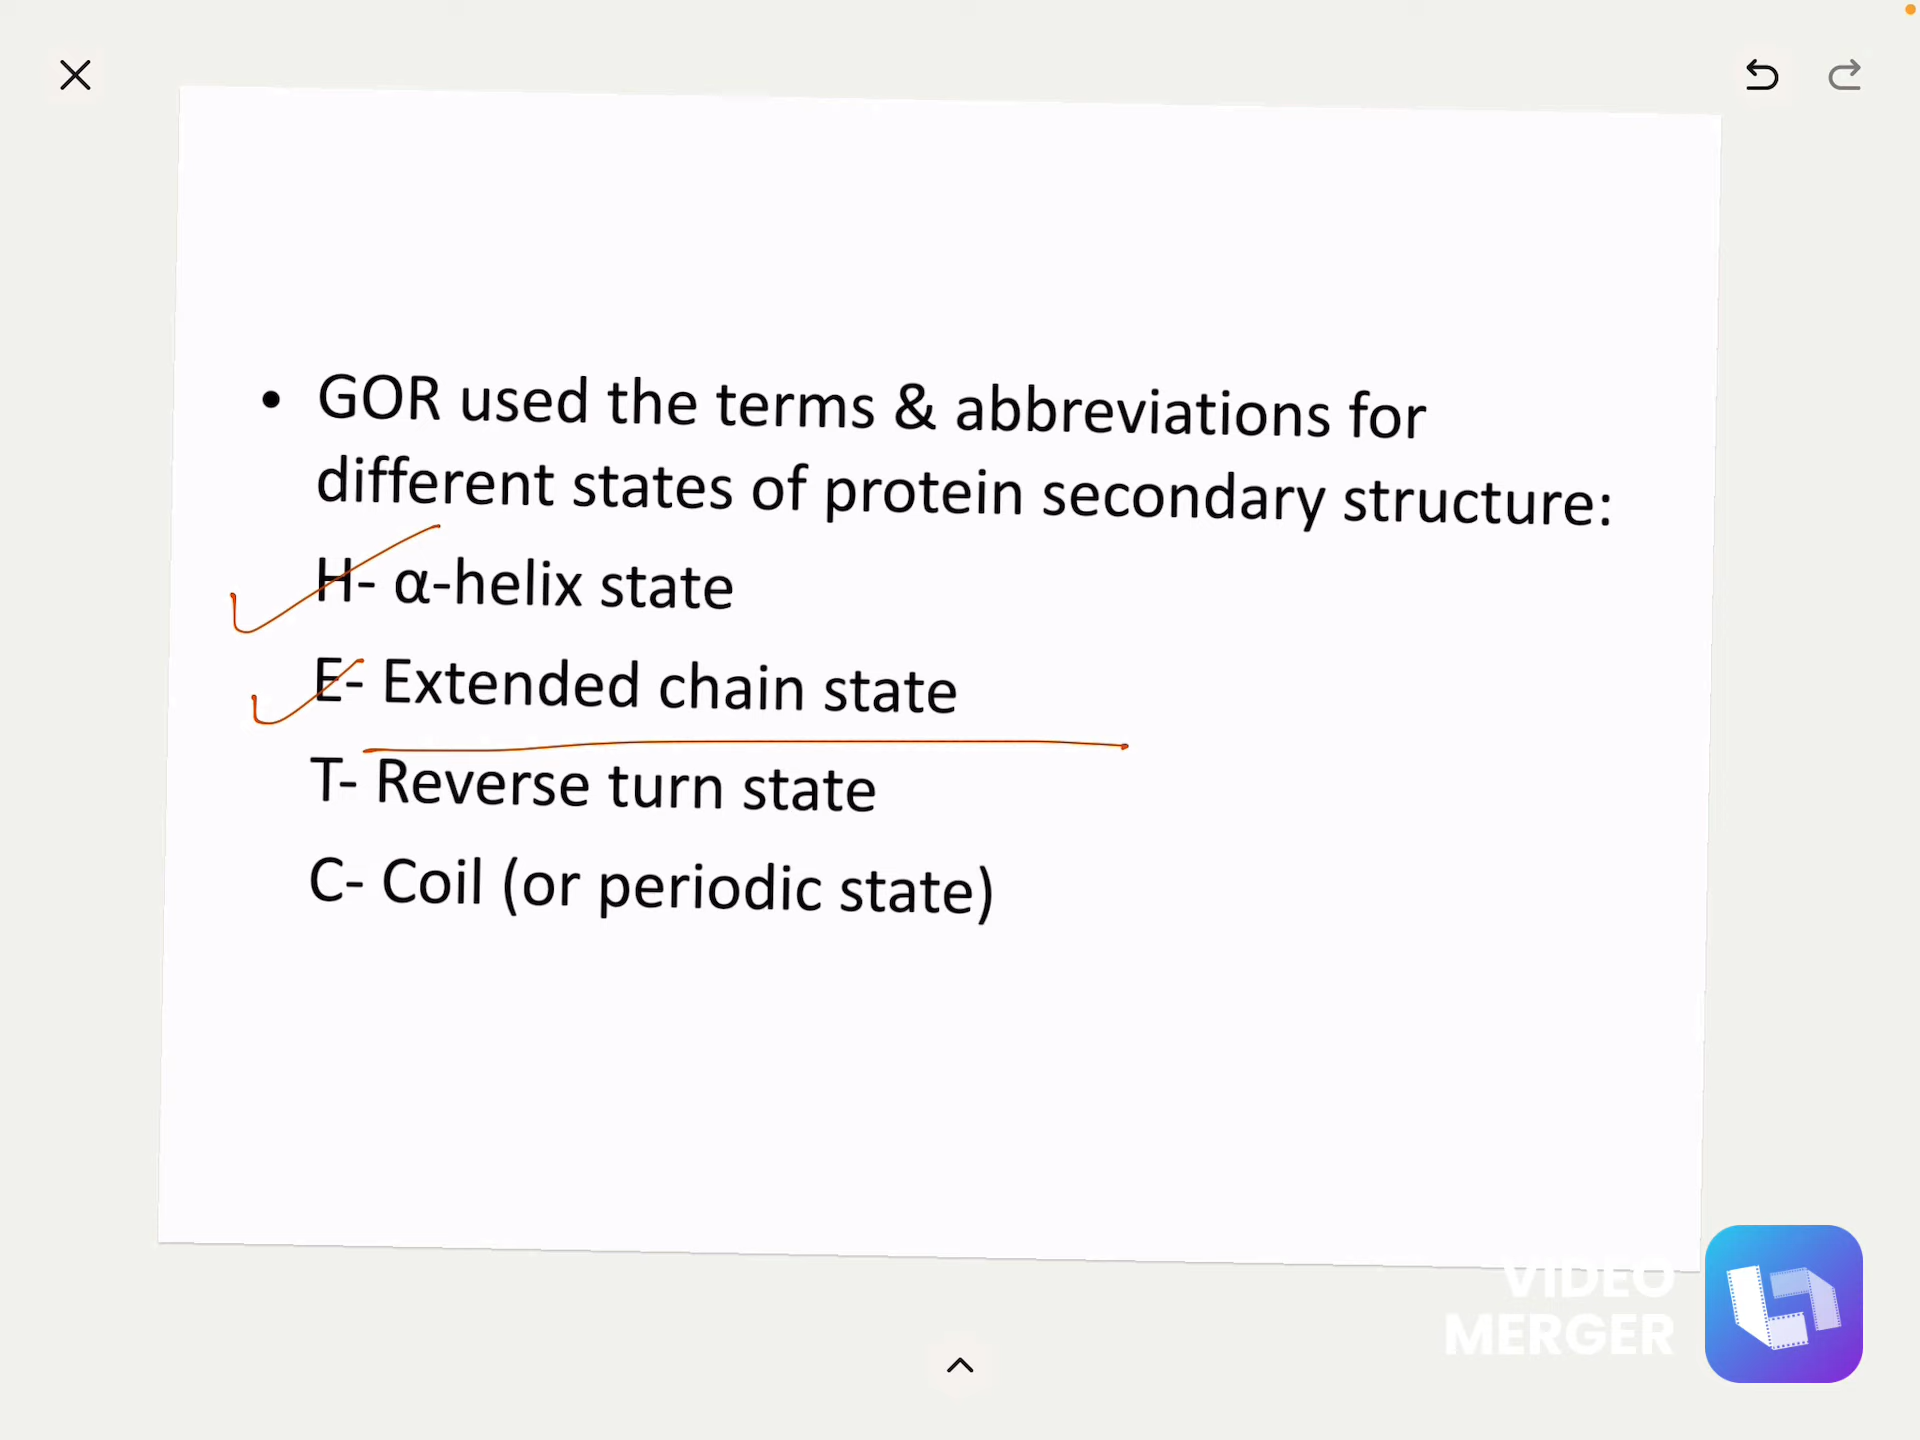 • GOR used the terms & abbreviations for
different states of protein secondary structure:
H- α-helix state
E- Extended chain state
T- Reverse turn state
C- Coil (or periodic state)
VIDEO
MERGER